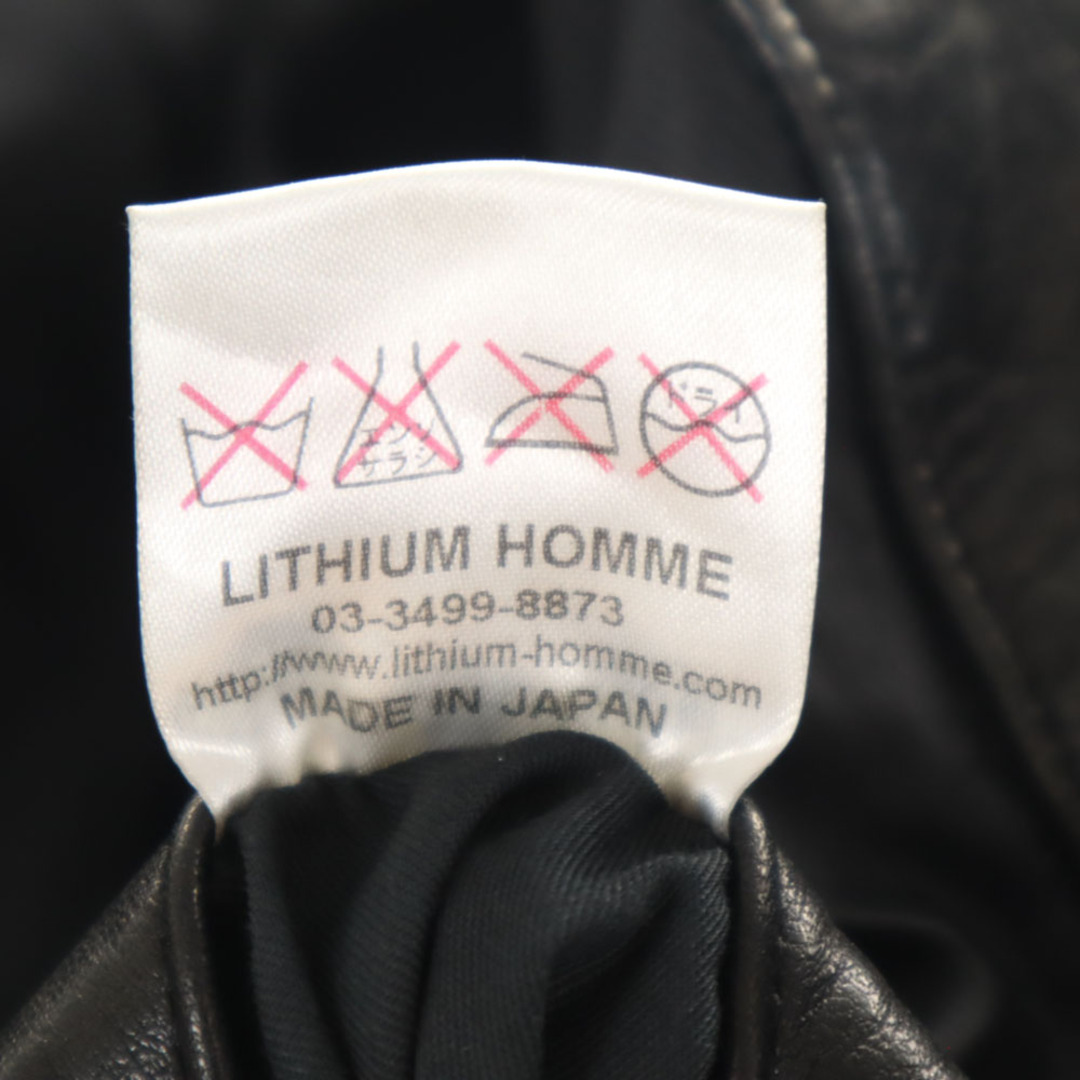 エンソ
サラシ
ドライ
LITHIUM HOMME
03-3499-8873
http://www.lithium-homme.com
MADE IN JAPAN